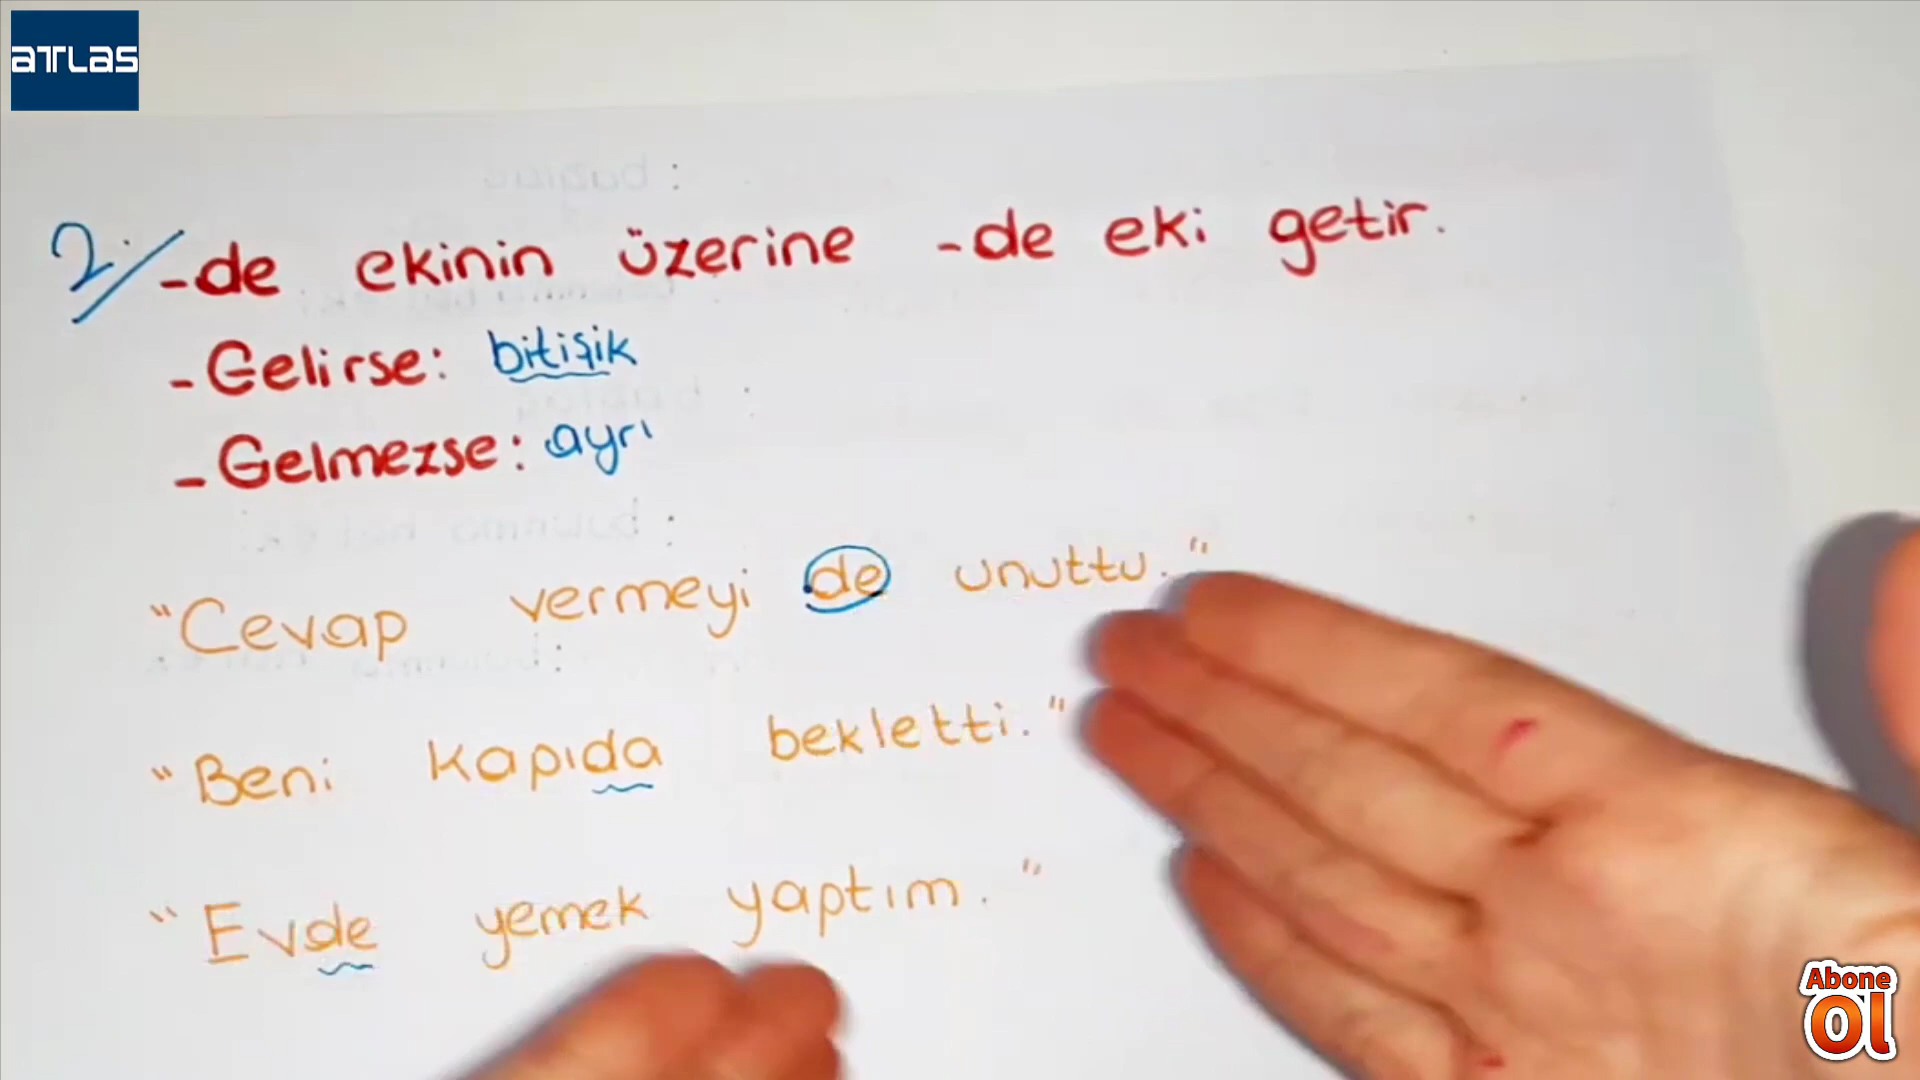 ATLAS
2./ -de ekinin üzerine -de eki getir.
- Gelirse: bitişik
- Gelmezse: ayrı
"Cevap vermeyi de unuttu."
"Beni kapıda bekletti."
"Evde yemek yaptım."
Abone
Ol